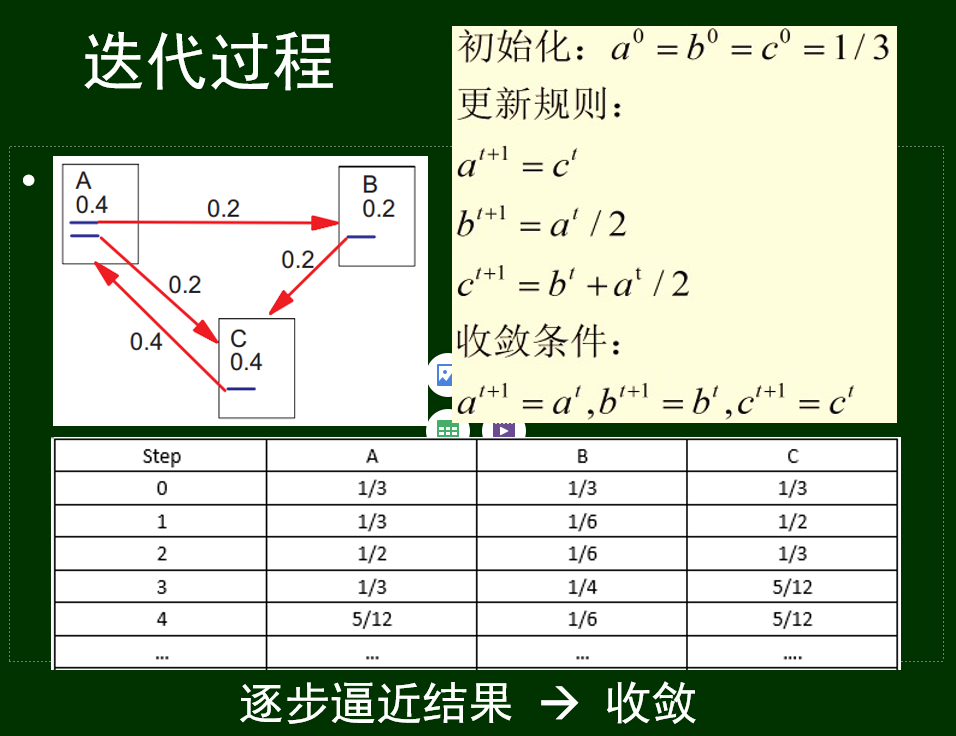 迭代过程
初始化：a^0 = b^0 = c^0 = 1/3
更新规则：
a^{t+1} = c^t
b^{t+1} = a^t / 2
c^{t+1} = b^t + a^t / 2
收敛条件：
a^{t+1} = a^t, b^{t+1} = b^t, c^{t+1} = c^t
A
0.4
B
0.2
0.2
0.2
0.2
0.4
C
0.4
Step A B C
0 1/3 1/3 1/3
1 1/3 1/6 1/2
2 1/2 1/6 1/3
3 1/3 1/4 5/12
4 5/12 1/6 5/12
... ... ... ....
逐步逼近结果 → 收敛